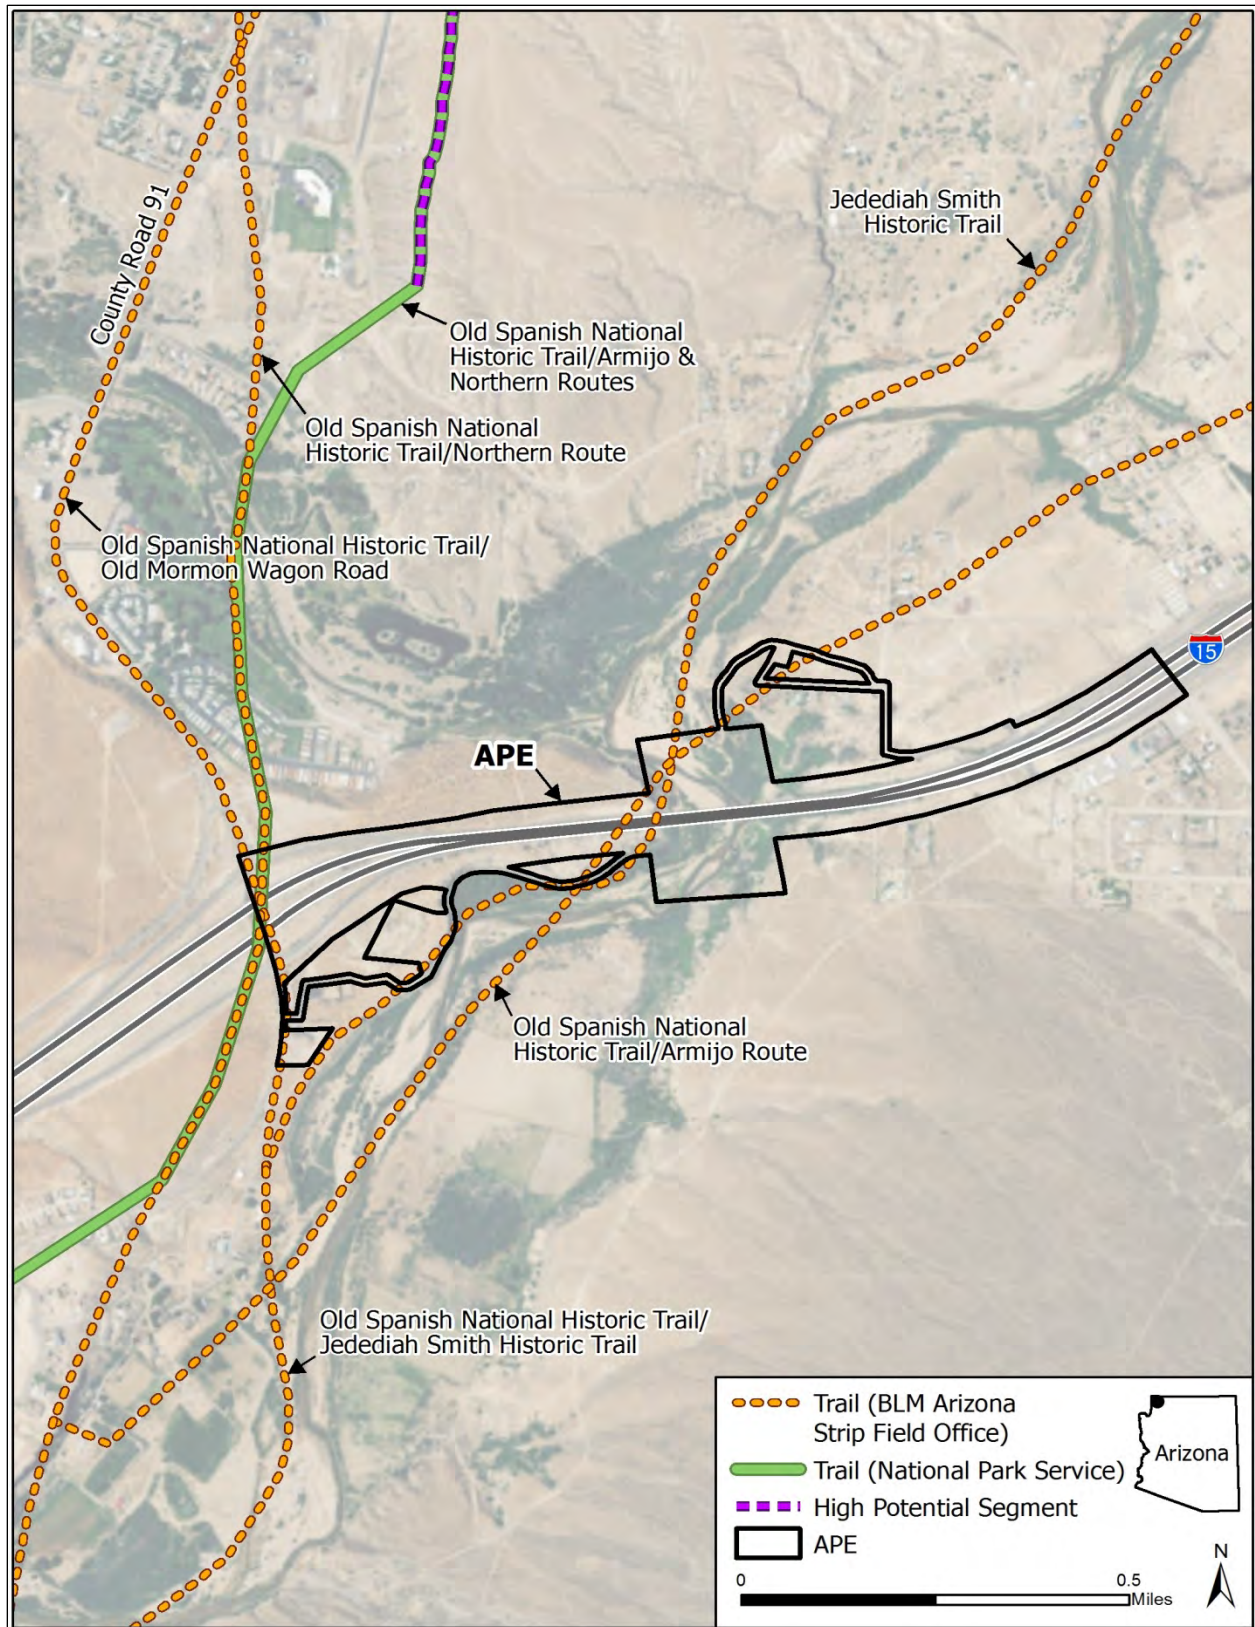 County Road 91
Jedediah Smith
Historic Trail
Old Spanish National
Historic Trail/Armijo &
Northern Routes
Old Spanish National
Historic Trail/Northern Route
Old Spanish National Historic Trail/
Old Mormon Wagon Road
15
APE
Old Spanish National
Historic Trail/Armijo Route
Old Spanish National Historic Trail/
Jedediah Smith Historic Trail
Trail (BLM Arizona
Strip Field Office)
Arizona
Trail (National Park Service)
High Potential Segment
APE
N
0
0.5
Miles